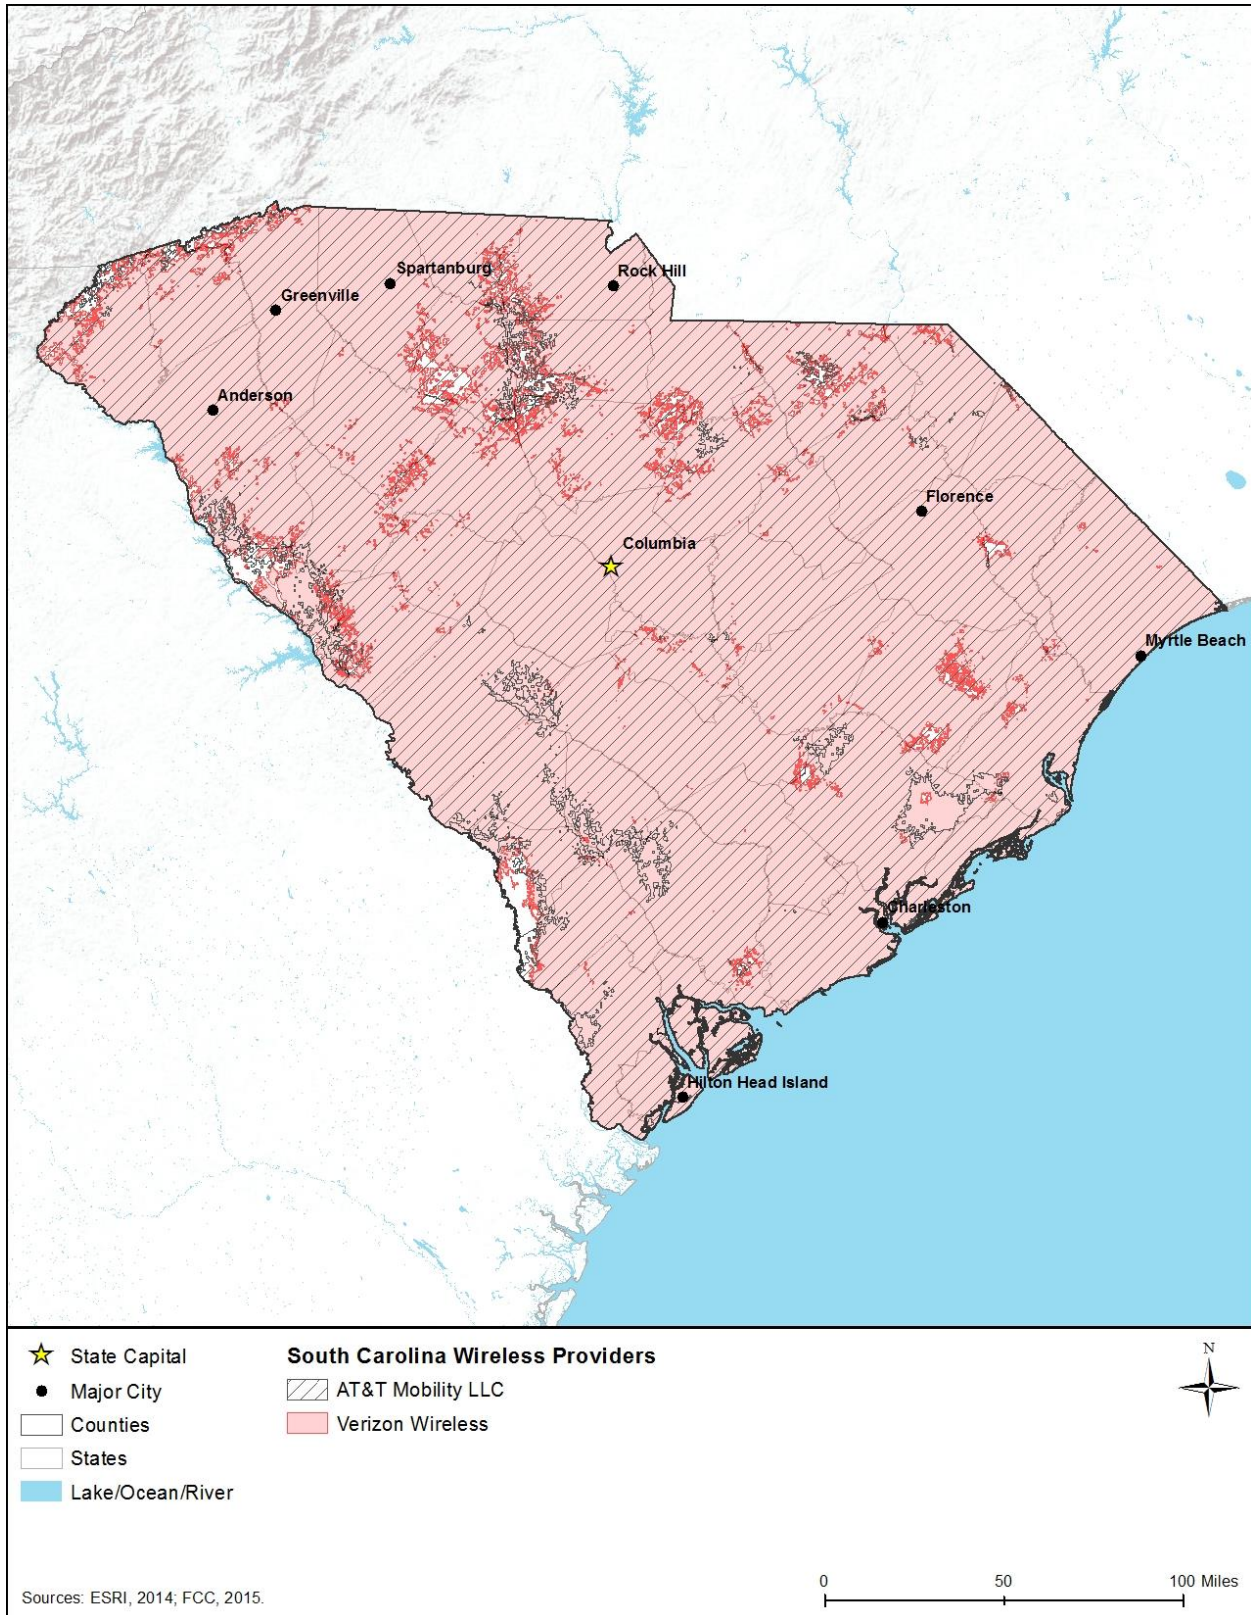 Spartanburg
Rock Hill
Greenville
Anderson
Florence
Columbia
Myrtle Beach
Charleston
Hilton Head Island
State Capital
Major City
Counties
States
Lake/Ocean/River
South Carolina Wireless Providers
AT&T Mobility LLC
Verizon Wireless
N
Sources: ESRI, 2014; FCC, 2015.
0 50 100 Miles